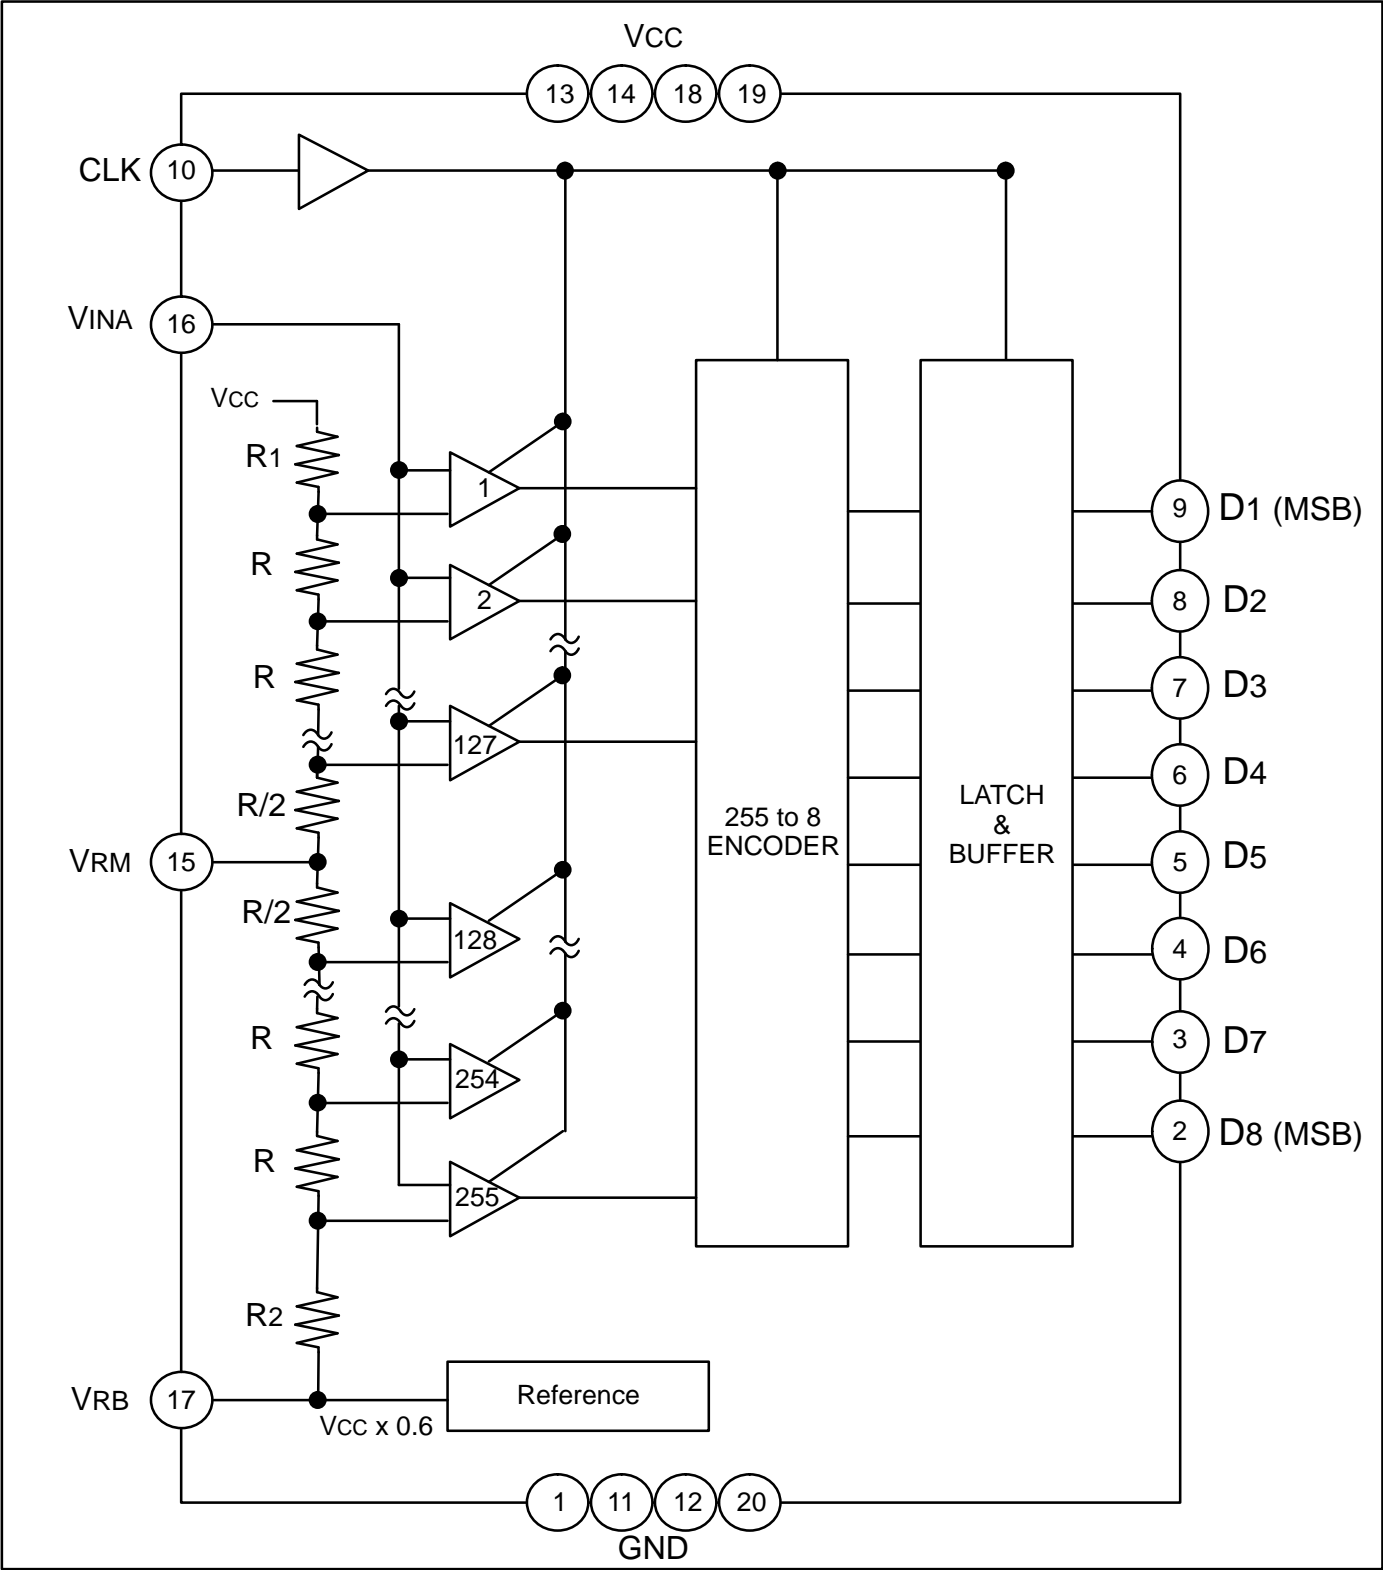 VCC
13 14 18 19
CLK 10
VINA 16
VCC
R1
1
9 D1 (MSB)
R
2
8 D2
R
7 D3
127
6 D4
R/2
255 to 8
ENCODER
LATCH
&
BUFFER
VRM 15
5 D5
R/2
128
4 D6
R
254
3 D7
R
255
2 D8 (MSB)
R2
VRB 17
Reference
VCC x 0.6
1 11 12 20
GND